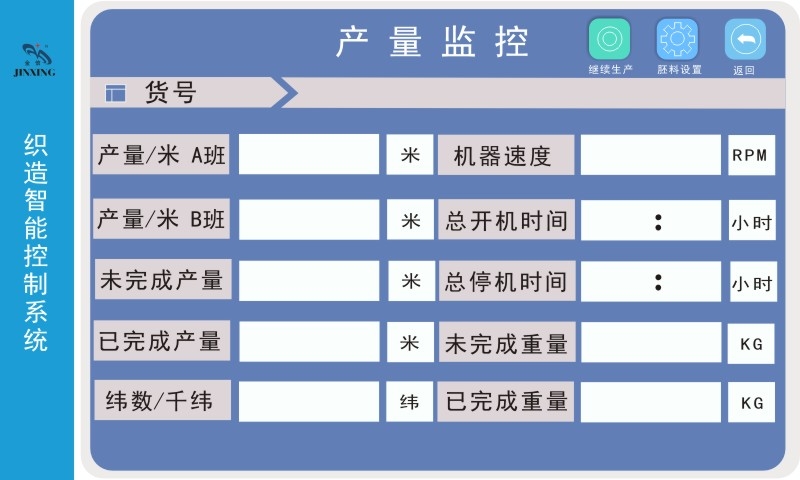 产量监控
继续生产
胚料设置
返回
JINXING
织造智能控制系统
货号
产量/米 A班
米
机器速度
RPM
产量/米 B班
米
总开机时间
:
小时
未完成产量
米
总停机时间
:
小时
已完成产量
米
未完成重量
KG
纬数/千纬
纬
已完成重量
KG